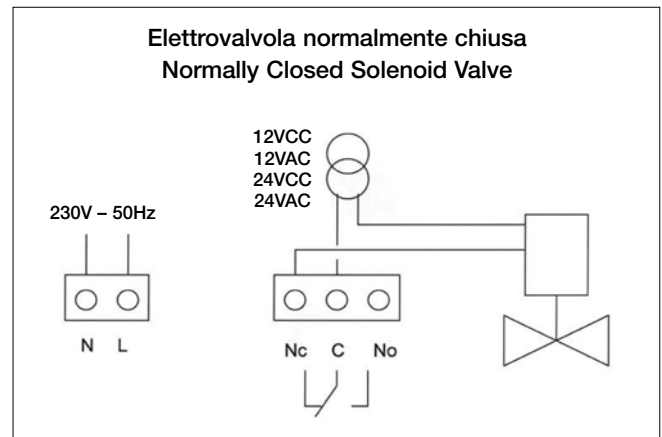 Elettrovalvola normalmente chiusa
Normally Closed Solenoid Valve
12VCC
12VAC
24VCC
24VAC
230V – 50Hz
N L
Nc C No